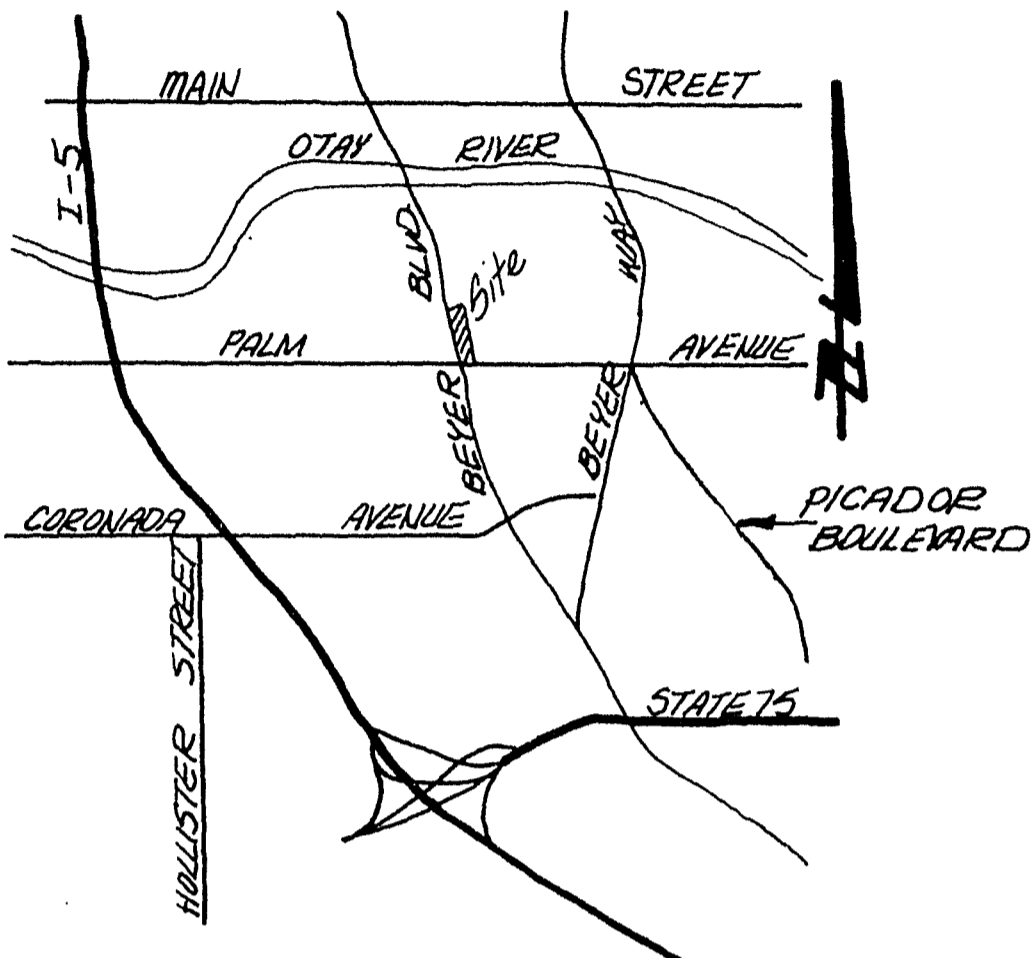 MAIN STREET
OTAY RIVER
I-5
BLVD
WAY
Site
PALM AVENUE
BEYER
BEYER
PICADOR
BOULEVARD
CORONADA AVENUE
HOLLISTER STREET
STATE 75
N